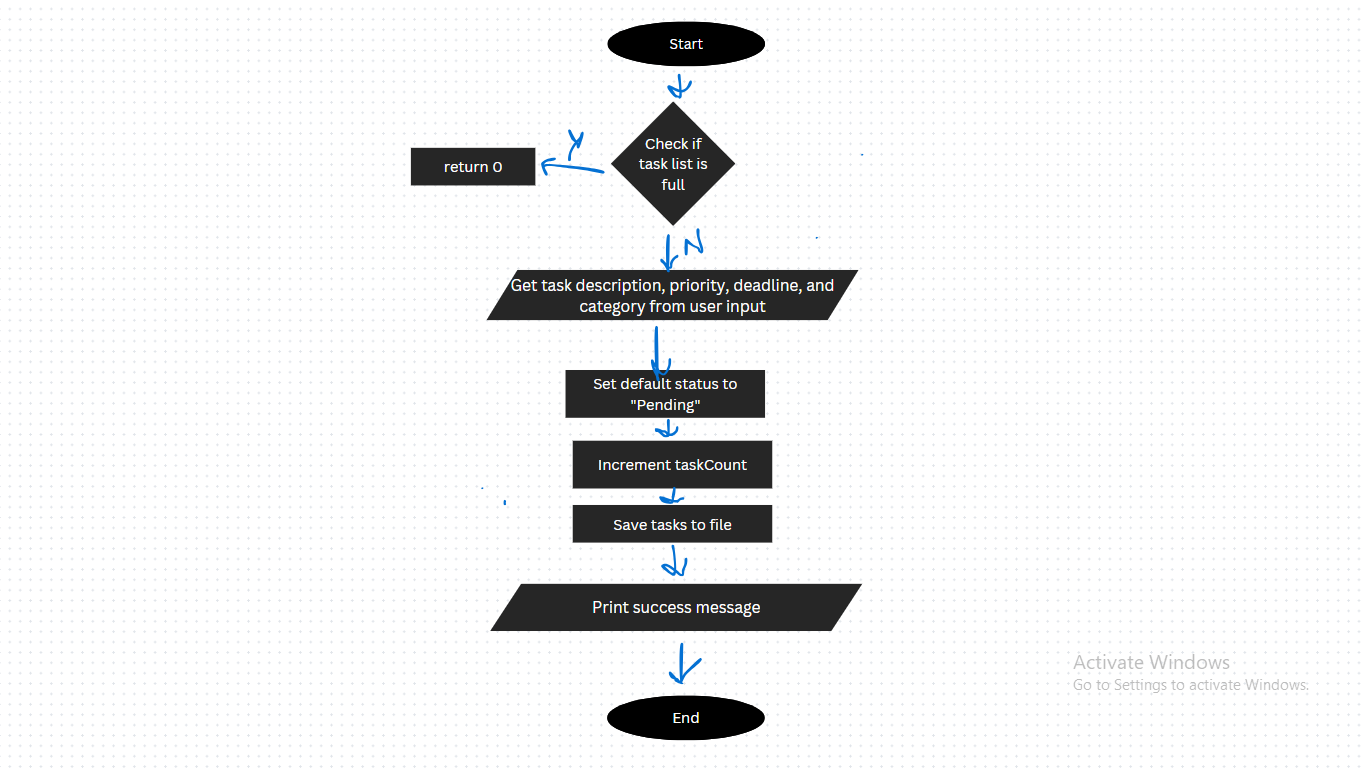 Start
Check if
task list is
full
Y
return 0
N
Get task description, priority, deadline, and
category from user input
Set default status to
"Pending"
Increment taskCount
Save tasks to file
Print success message
Activate Windows
Go to Settings to activate Windows.
End